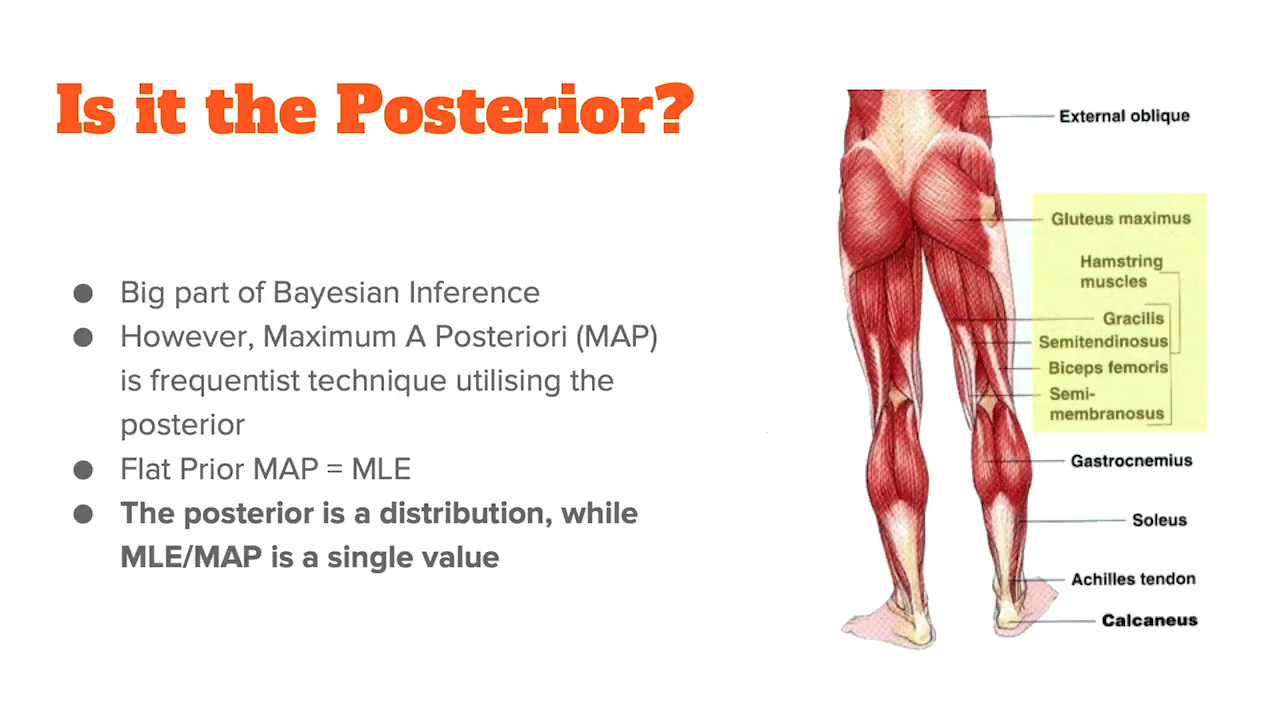 Is it the Posterior?
● Big part of Bayesian Inference
● However, Maximum A Posteriori (MAP)
is frequentist technique utilising the
posterior
● Flat Prior MAP = MLE
● The posterior is a distribution, while
MLE/MAP is a single value
External oblique
Gluteus maximus
Hamstring
muscles
Gracilis
Semitendinosus
Biceps femoris
Semi-
membranosus
Gastrocnemius
Soleus
Achilles tendon
Calcaneus